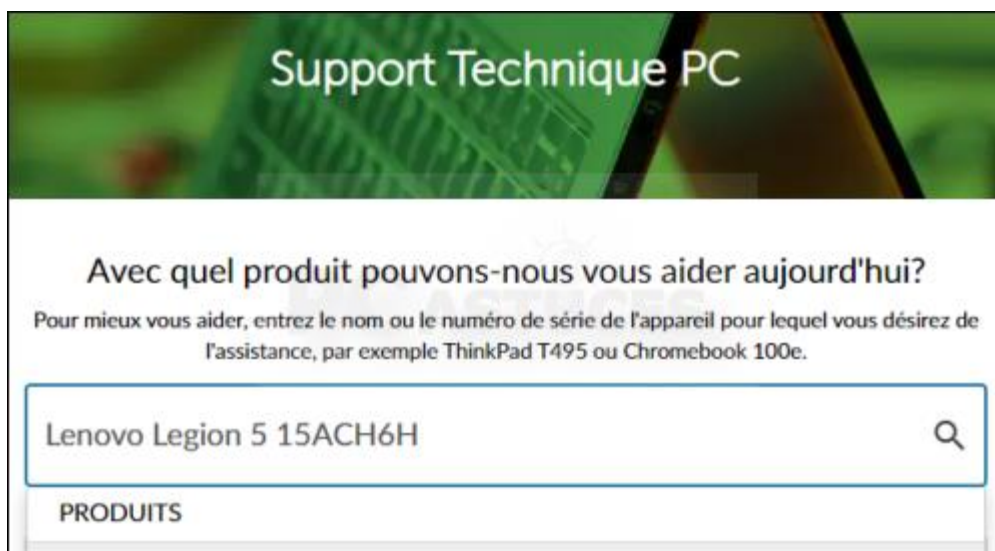 Support Technique PC
Avec quel produit pouvons-nous vous aider aujourd'hui?
Pour mieux vous aider, entrez le nom ou le numéro de série de l'appareil pour lequel vous désirez de
l'assistance, par exemple ThinkPad T495 ou Chromebook 100e.
Lenovo Legion 5 15ACH6H
PRODUITS